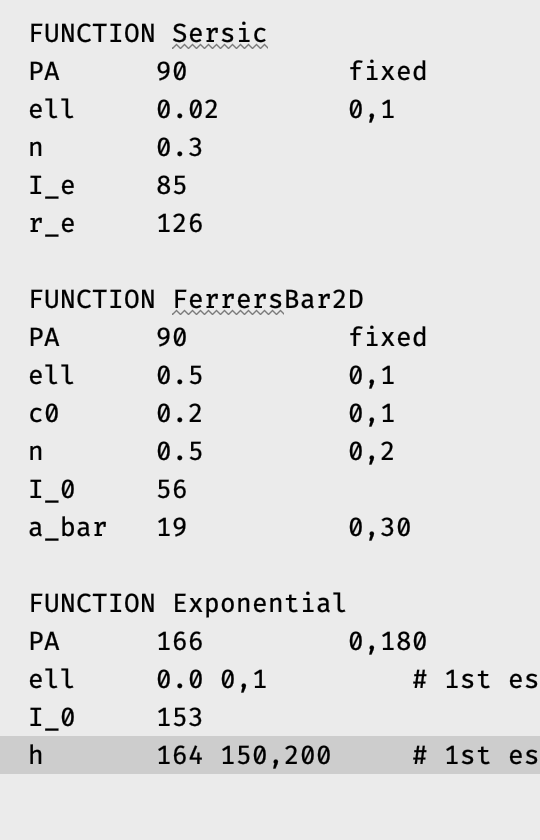 FUNCTION Sersic
PA 90 fixed
ell 0.02 0,1
n 0.3
I_e 85
r_e 126
FUNCTION FerrersBar2D
PA 90 fixed
ell 0.5 0,1
c0 0.2 0,1
n 0.5 0,2
I_0 56
a_bar 19 0,30
FUNCTION Exponential
PA 166 0,180
ell 0.0 0,1 # 1st es
I_0 153
h 164 150,200 # 1st es